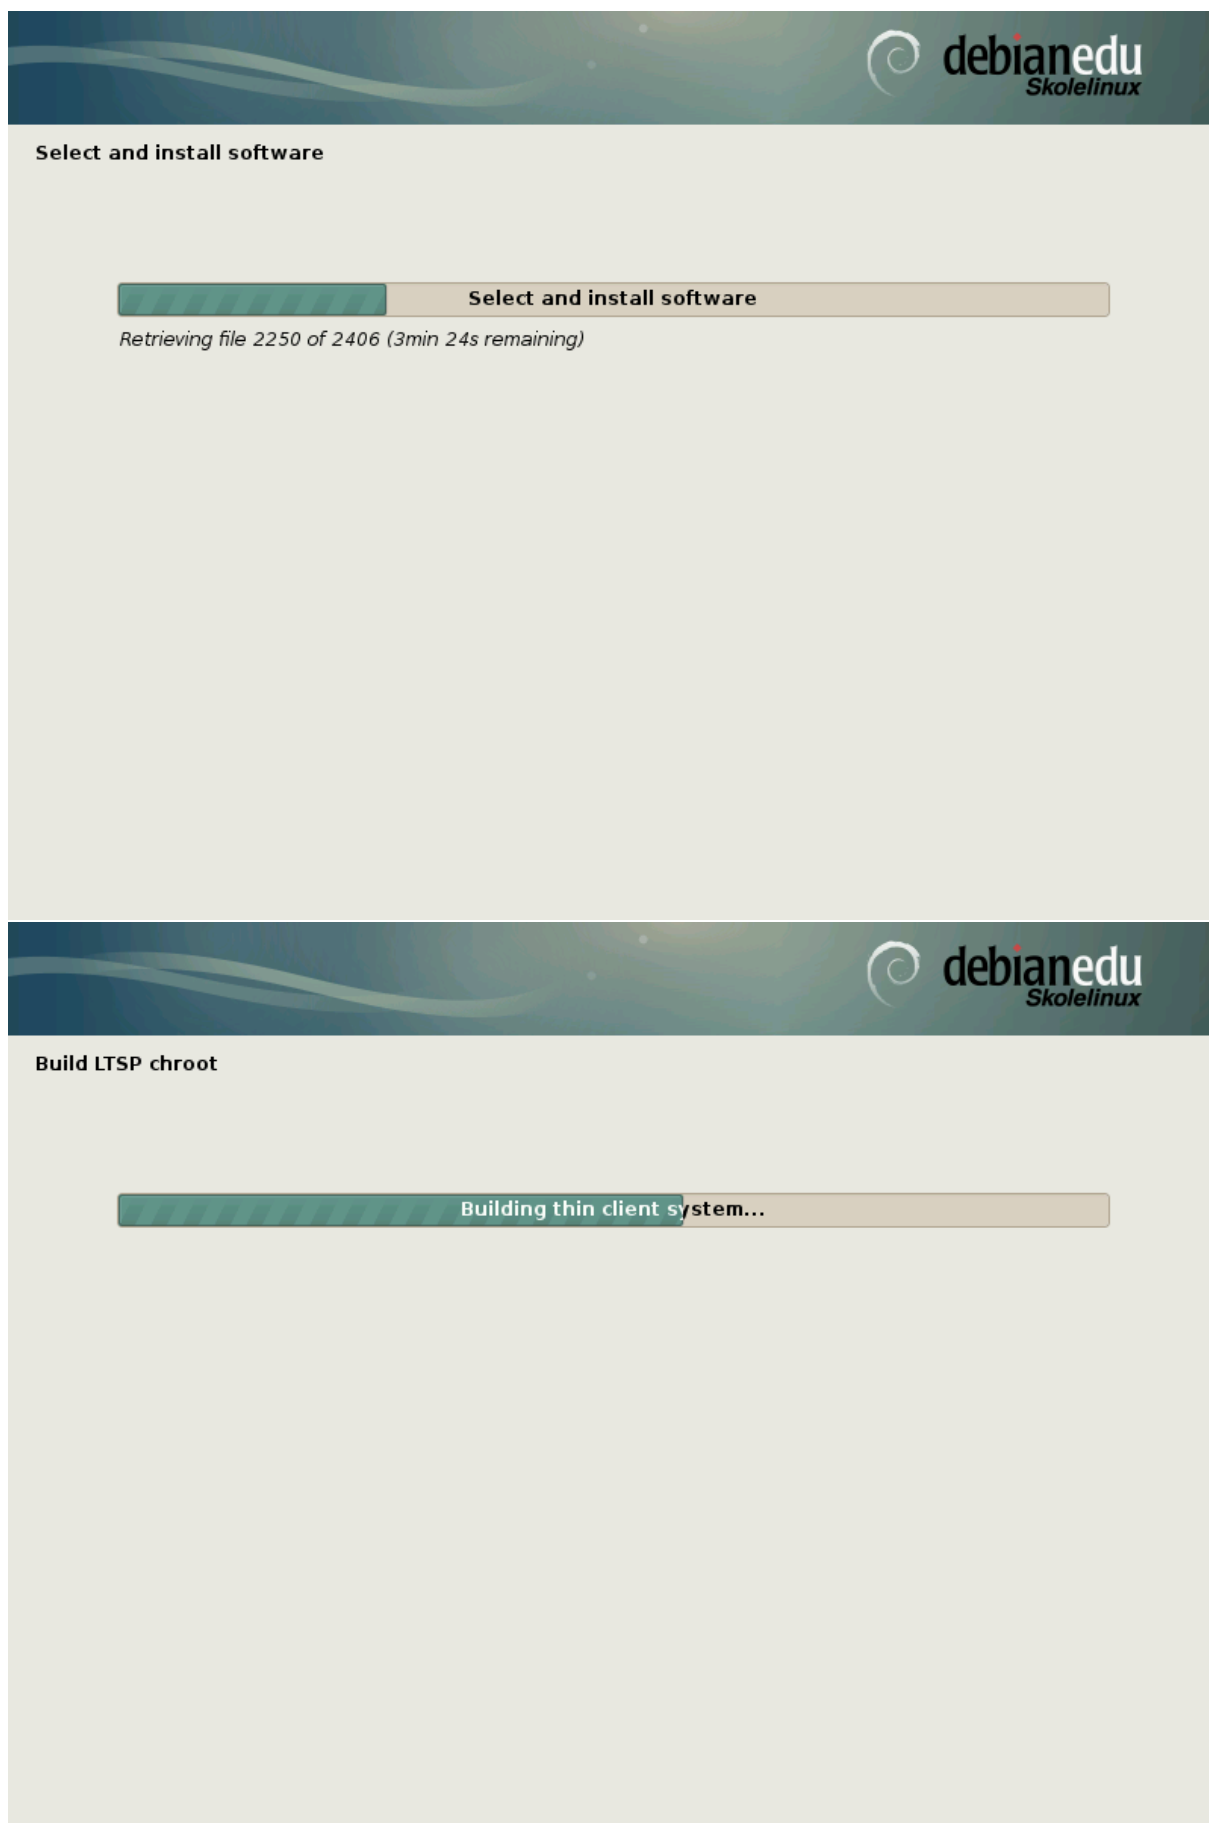 debianedu
Skolelinux
Select and install software
Select and install software
Retrieving file 2250 of 2406 (3min 24s remaining)
debianedu
Skolelinux
Build LTSP chroot
Building thin client system...